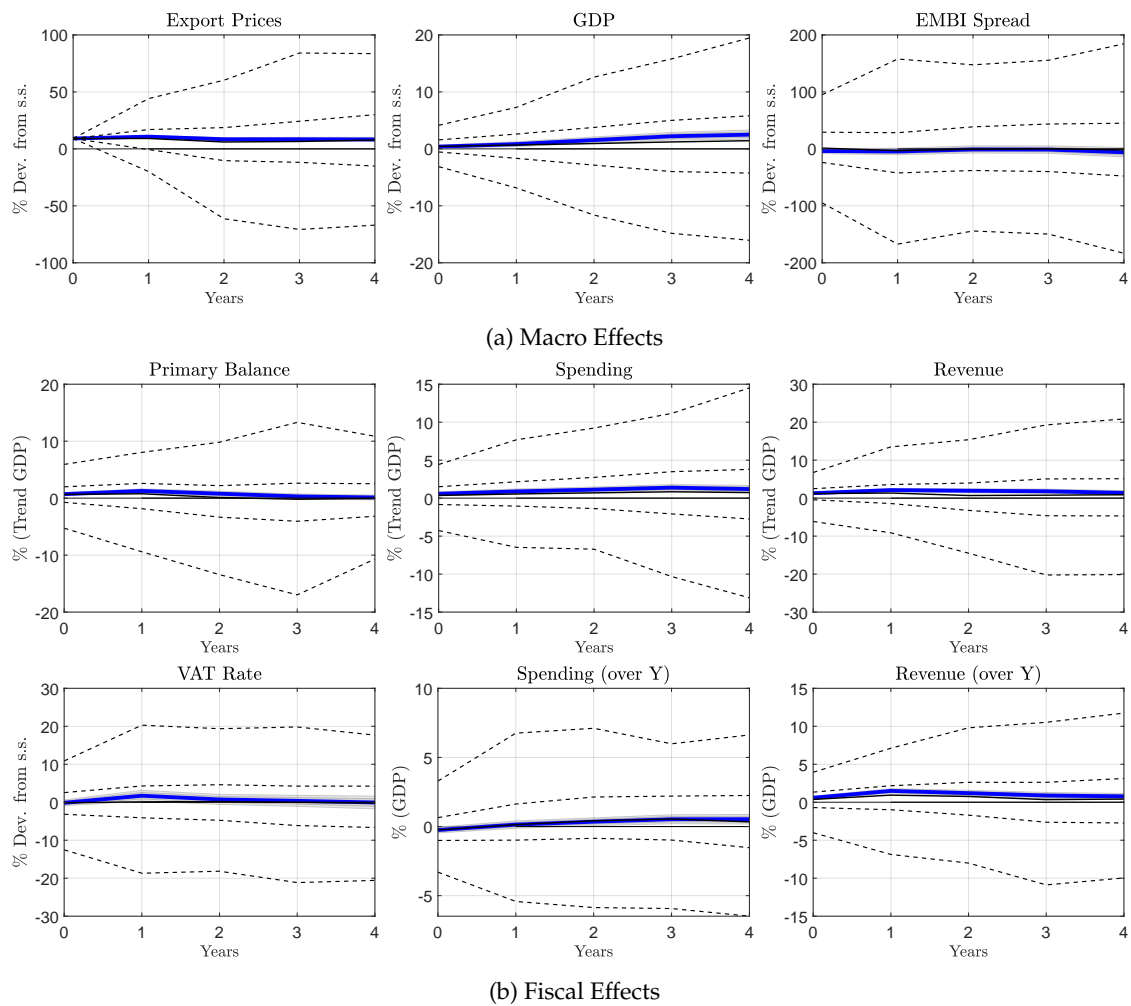 Export Prices
GDP
EMBI Spread
% Dev. from s.s.
100
50
0
-50
-100
0 1 2 3 4
Years
% Dev. from s.s.
20
10
0
-10
-20
0 1 2 3 4
Years
% Dev. from s.s.
200
100
0
-100
-200
0 1 2 3 4
Years
(a) Macro Effects
Primary Balance
Spending
Revenue
% (Trend GDP)
20
10
0
-10
-20
0 1 2 3 4
Years
% (Trend GDP)
15
10
5
0
-5
-10
-15
0 1 2 3 4
Years
% (Trend GDP)
30
20
10
0
-10
-20
-30
0 1 2 3 4
Years
VAT Rate
Spending (over Y)
Revenue (over Y)
% Dev. from s.s.
30
20
10
0
-10
-20
-30
0 1 2 3 4
Years
% (GDP)
10
5
0
-5
0 1 2 3 4
Years
% (GDP)
15
10
5
0
-5
-10
-15
0 1 2 3 4
Years
(b) Fiscal Effects